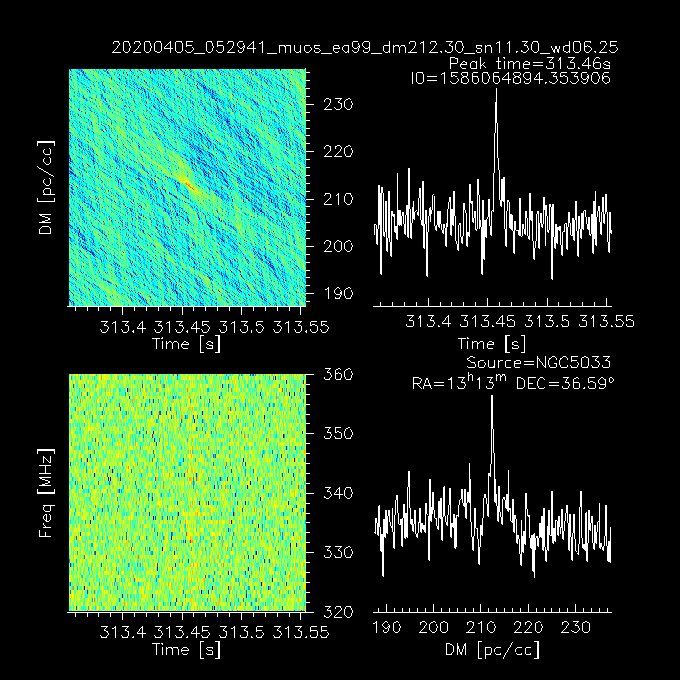 20200405_052941_muos_ea99_dm212.30_sn11.30_wd06.25
Peak time=313.46s
IO=1586064894.353906
DM [pc/cc]
230
220
210
200
190
313.4 313.45 313.5 313.55
Time [s]
313.4 313.45 313.5 313.55
Time [s]
Source=NGC5033
RA=13h13m DEC=36.59°
Freq [MHz]
360
350
340
330
320
313.4 313.45 313.5 313.55
Time [s]
190 200 210 220 230
DM [pc/cc]